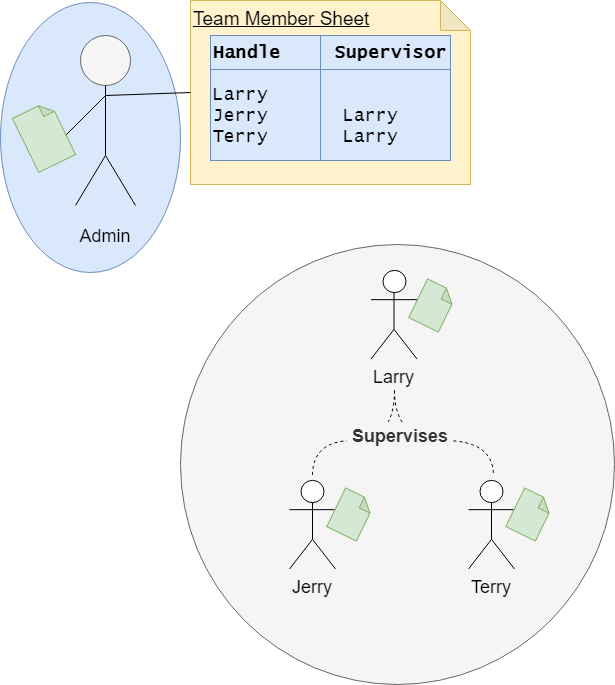 Team Member Sheet
Handle Supervisor
Larry
Jerry Larry
Terry Larry
Admin
Larry
Supervises
Jerry Terry